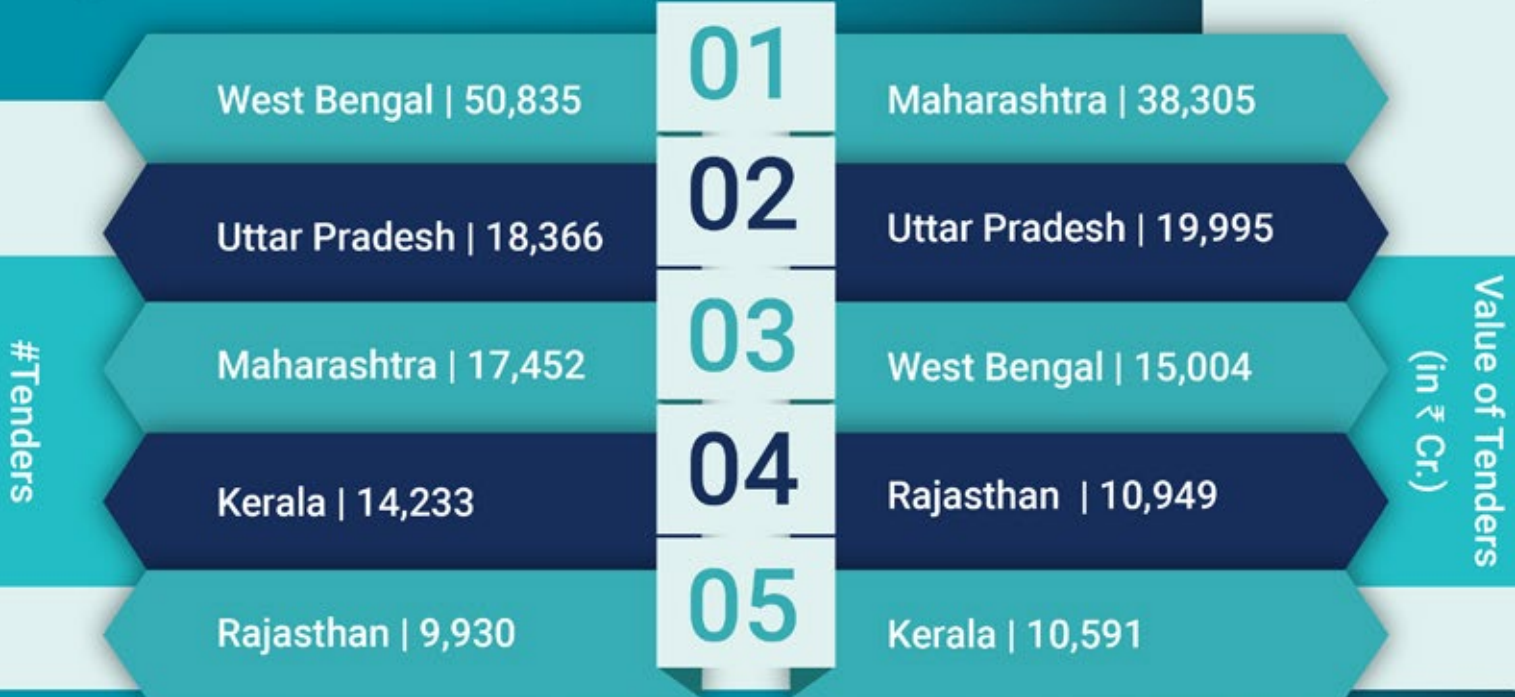 01
West Bengal | 50,835
Maharashtra | 38,305
02
Uttar Pradesh | 18,366
Uttar Pradesh | 19,995
03
Maharashtra | 17,452
West Bengal | 15,004
04
Kerala | 14,233
Rajasthan | 10,949
05
Rajasthan | 9,930
Kerala | 10,591
#Tenders
Value of Tenders
(in ₹ Cr.)